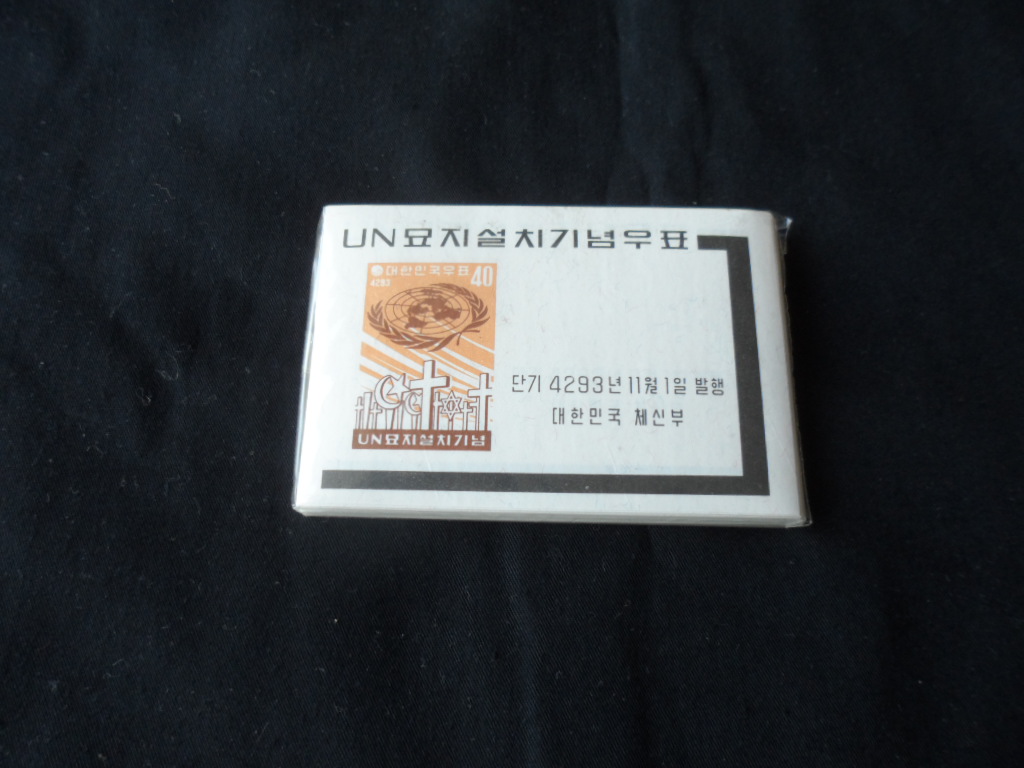 UN묘지설치기념우표
대한민국우표 40
4293
UN묘지설치기념
단기 4293년 11월 1일 발행
대한민국 체신부